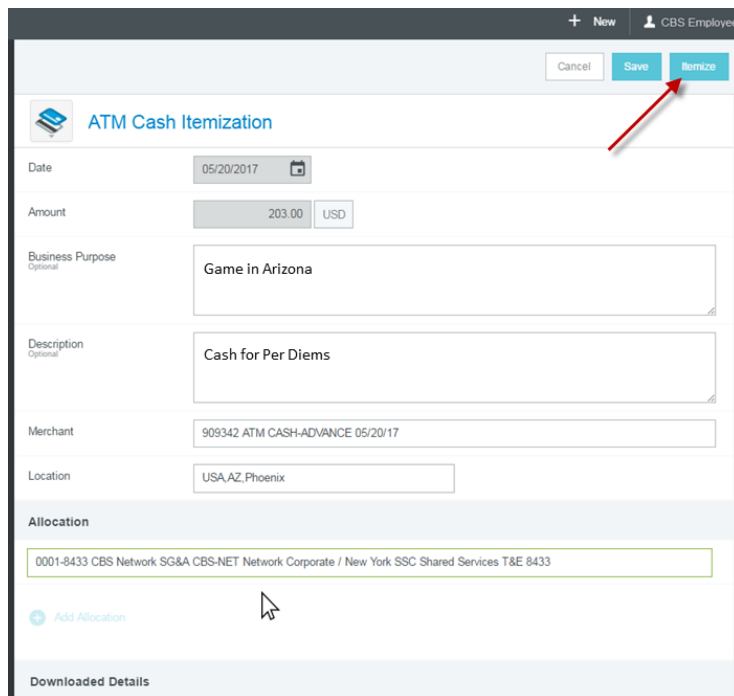 + New CBS Employee
Cancel Save Itemize
ATM Cash Itemization
Date 05/20/2017
Amount 203.00 USD
Business Purpose
Optional
Game in Arizona
Description
Optional
Cash for Per Diems
Merchant 909342 ATM CASH-ADVANCE 05/20/17
Location USA,AZ,Phoenix
Allocation
0001-8433 CBS Network SG&A CBS-NET Network Corporate / New York SSC Shared Services T&E 8433
Add Allocation
Downloaded Details